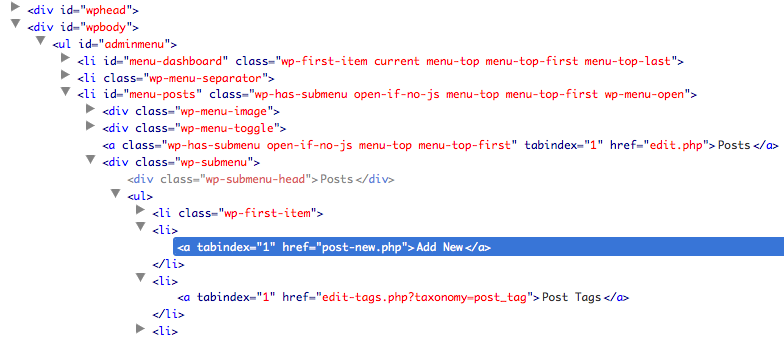 <div id="wphead">
<div id="wpbody">
<ul id="adminmenu">
<li id="menu-dashboard" class="wp-first-item current menu-top menu-top-first menu-top-last">
<li class="wp-menu-separator">
<li id="menu-posts" class="wp-has-submenu open-if-no-js menu-top menu-top-first wp-menu-open">
<div class="wp-menu-image">
<div class="wp-menu-toggle">
<a class="wp-has-submenu open-if-no-js menu-top menu-top-first" tabindex="1" href="edit.php">Posts</a>
<div class="wp-submenu">
<div class="wp-submenu-head">Posts</div>
<ul>
<li class="wp-first-item">
<li>
<a tabindex="1" href="post-new.php">Add New</a>
</li>
<li>
<a tabindex="1" href="edit-tags.php?taxonomy=post_tag">Post Tags</a>
</li>
<li>